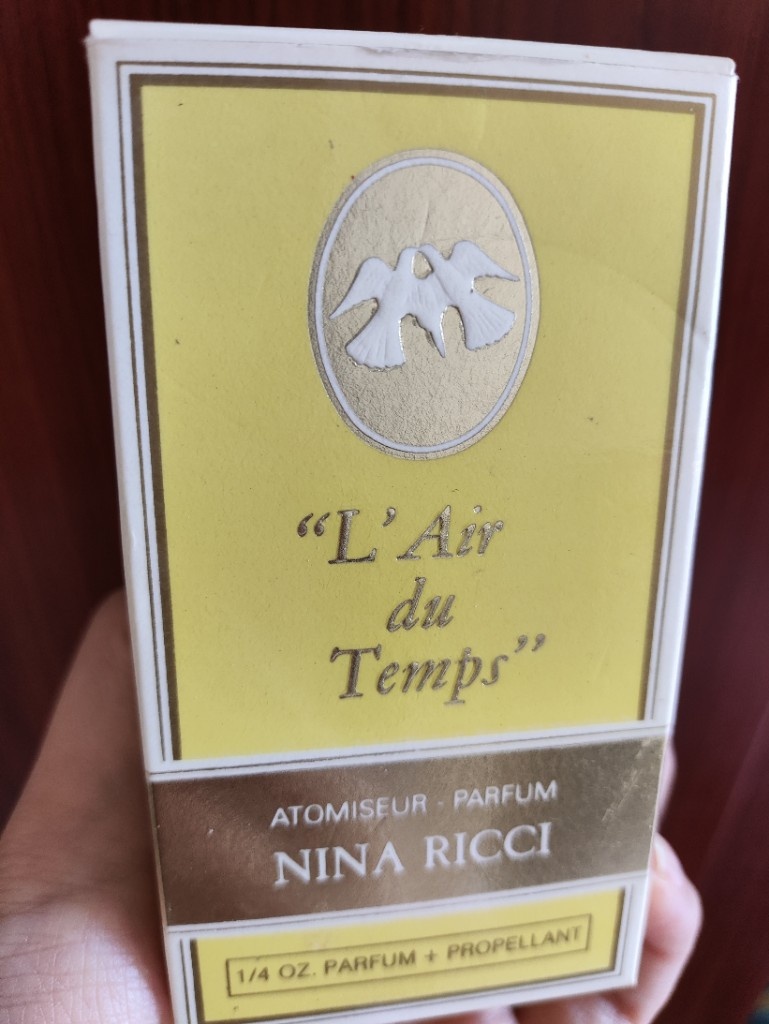 “L’Air
du
Temps”
ATOMISEUR - PARFUM
NINA RICCI
1/4 OZ. PARFUM + PROPELLANT